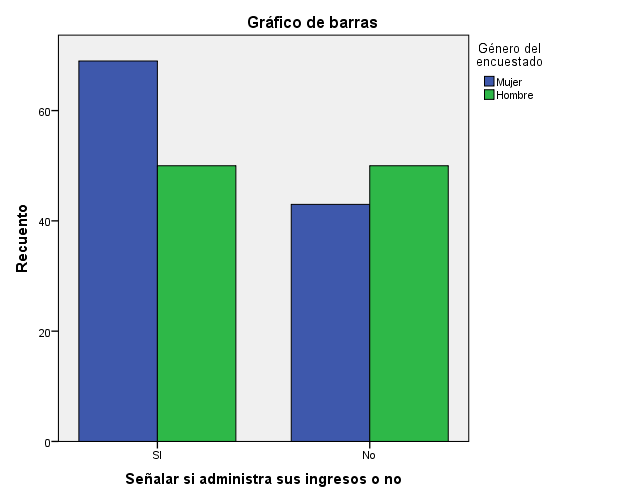 Gráfico de barras
Género del
encuestado
Mujer
Hombre
Recuento
60
40
20
0
SI
No
Señalar si administra sus ingresos o no